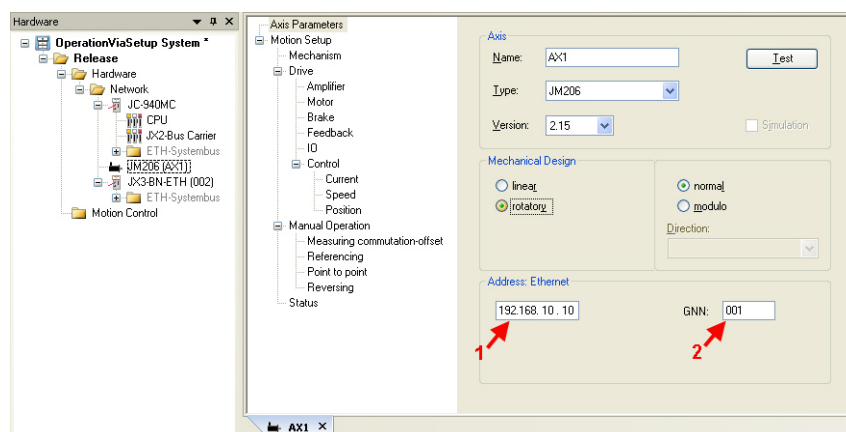 Hardware
OperationViaSetup System *
Release
Hardware
Network
JC-940MC
CPU
JX2-Bus Carrier
ETH-Systembus
JM206 (AX1)
JX3-BN-ETH (002)
ETH-Systembus
Motion Control
Axis Parameters
Motion Setup
Mechanism
Drive
Amplifier
Motor
Brake
Feedback
IO
Control
Current
Speed
Position
Manual Operation
Measuring commutation-offset
Referencing
Point to point
Reversing
Status
Axis
Name: AX1 Test
Type: JM206
Version: 2.15 Simulation
Mechanical Design
linear normal
rotatory modulo
Direction:
Address: Ethernet
192.168. 10 . 10 GNN: 001
1 2
AX1 ×